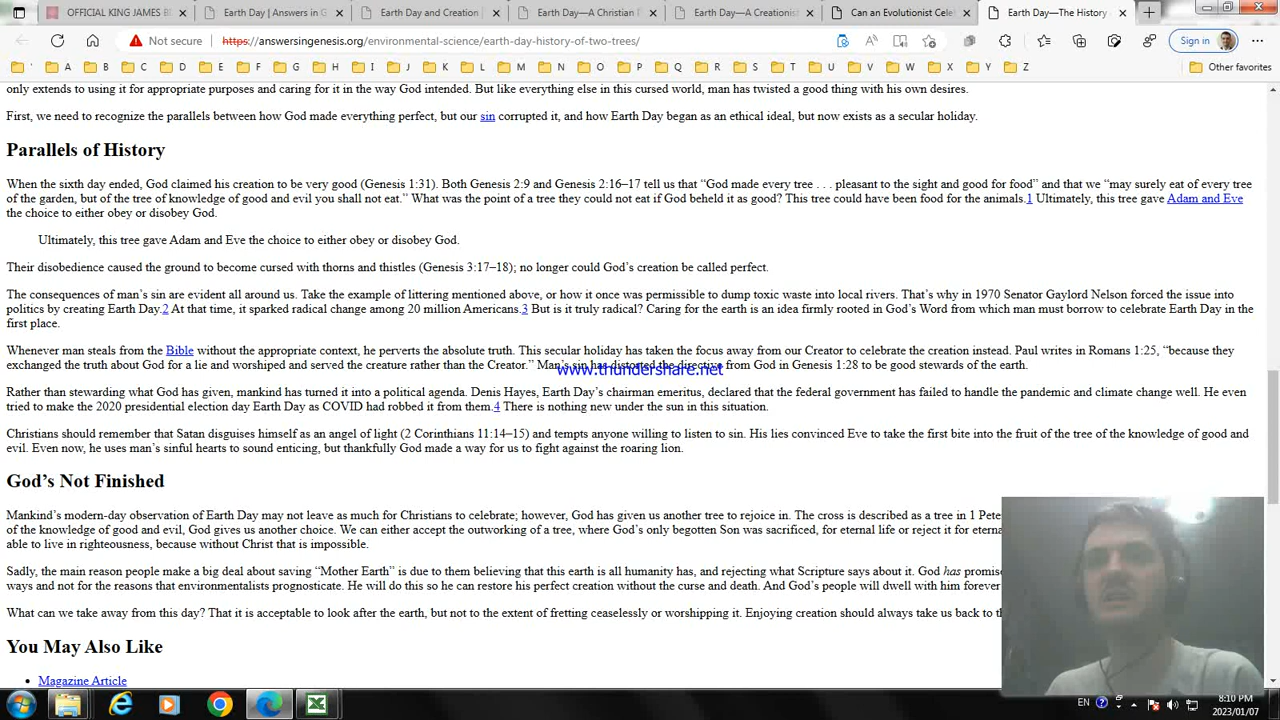 OFFICIAL KING JAMES BI
Earth Day | Answers in G
Earth Day and Creation |
Earth Day—A Christian P
Earth Day—A Creationis
Can an Evolutionist Cele
Earth Day—The History
Not secure
https://answersingenesis.org/environmental-science/earth-day-history-of-two-trees/
Sign in
A B C D E F G H I J K L M N O P Q R S T U V W X Y Z
Other favorites
only extends to using it for appropriate purposes and caring for it in the way God intended. But like everything else in this cursed world, man has twisted a good thing with his own desires.
First, we need to recognize the parallels between how God made everything perfect, but our sin corrupted it, and how Earth Day began as an ethical ideal, but now exists as a secular holiday.
Parallels of History
When the sixth day ended, God claimed his creation to be very good (Genesis 1:31). Both Genesis 2:9 and Genesis 2:16–17 tell us that “God made every tree . . . pleasant to the sight and good for food” and that we “may surely eat of every tree
of the garden, but of the tree of knowledge of good and evil you shall not eat.” What was the point of a tree they could not eat if God beheld it as good? This tree could have been food for the animals.1 Ultimately, this tree gave Adam and Eve
the choice to either obey or disobey God.
Ultimately, this tree gave Adam and Eve the choice to either obey or disobey God.
Their disobedience caused the ground to become cursed with thorns and thistles (Genesis 3:17–18); no longer could God’s creation be called perfect.
The consequences of man’s sin are evident all around us. Take the example of littering mentioned above, or how it once was permissible to dump toxic waste into local rivers. That’s why in 1970 Senator Gaylord Nelson forced the issue into
politics by creating Earth Day.2 At that time, it sparked radical change among 20 million Americans.3 But is it truly radical? Caring for the earth is an idea firmly rooted in God’s Word from which man must borrow to celebrate Earth Day in the
first place.
Whenever man steals from the Bible without the appropriate context, he perverts the absolute truth. This secular holiday has taken the focus away from our Creator to celebrate the creation instead. Paul writes in Romans 1:25, “because they
exchanged the truth about God for a lie and worshiped and served the creature rather than the Creator.” Man’s sin has distorted the directive from God in Genesis 1:28 to be good stewards of the earth.
www.thundershare.net
Rather than stewarding what God has given, mankind has turned it into a political agenda. Denis Hayes, Earth Day’s chairman emeritus, declared that the federal government has failed to handle the pandemic and climate change well. He even
tried to make the 2020 presidential election day Earth Day as COVID had robbed it from them.4 There is nothing new under the sun in this situation.
Christians should remember that Satan disguises himself as an angel of light (2 Corinthians 11:14–15) and tempts anyone willing to listen to sin. His lies convinced Eve to take the first bite into the fruit of the tree of the knowledge of good and
evil. Even now, he uses man’s sinful hearts to sound enticing, but thankfully God made a way for us to fight against the roaring lion.
God’s Not Finished
Mankind’s modern-day observation of Earth Day may not leave as much for Christians to celebrate; however, God has given us another tree to rejoice in. The cross is described as a tree in 1 Pete
of the knowledge of good and evil, God gives us another choice. We can either accept the outworking of a tree, where God’s only begotten Son was sacrificed, for eternal life or reject it for eterna
able to live in righteousness, because without Christ that is impossible.
Sadly, the main reason people make a big deal about saving “Mother Earth” is due to them believing that this earth is all humanity has, and rejecting what Scripture says about it. God has promis
ways and not for the reasons that environmentalists prognosticate. He will do this so he can restore his perfect creation without the curse and death. And God’s people will dwell with him forever
What can we take away from this day? That it is acceptable to look after the earth, but not to the extent of fretting ceaselessly or worshipping it. Enjoying creation should always take us back to th
You May Also Like
Magazine Article
EN
8:10 PM
2023/01/07